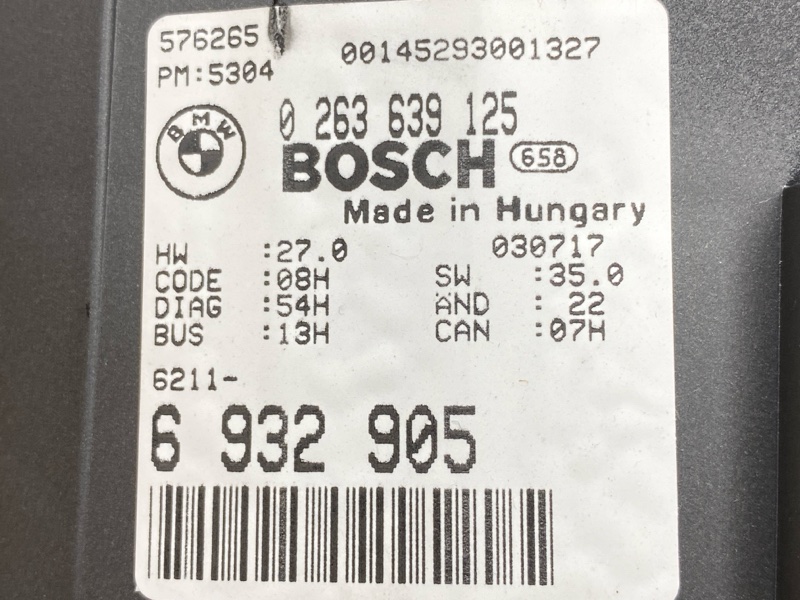 576265 00145293001327
PM:5304
BMW
0 263 639 125
BOSCH 658
Made in Hungary
HW :27.0 030717
CODE :08H SW :35.0
DIAG :54H AND : 22
BUS :13H CAN :07H
6211-
6 932 905